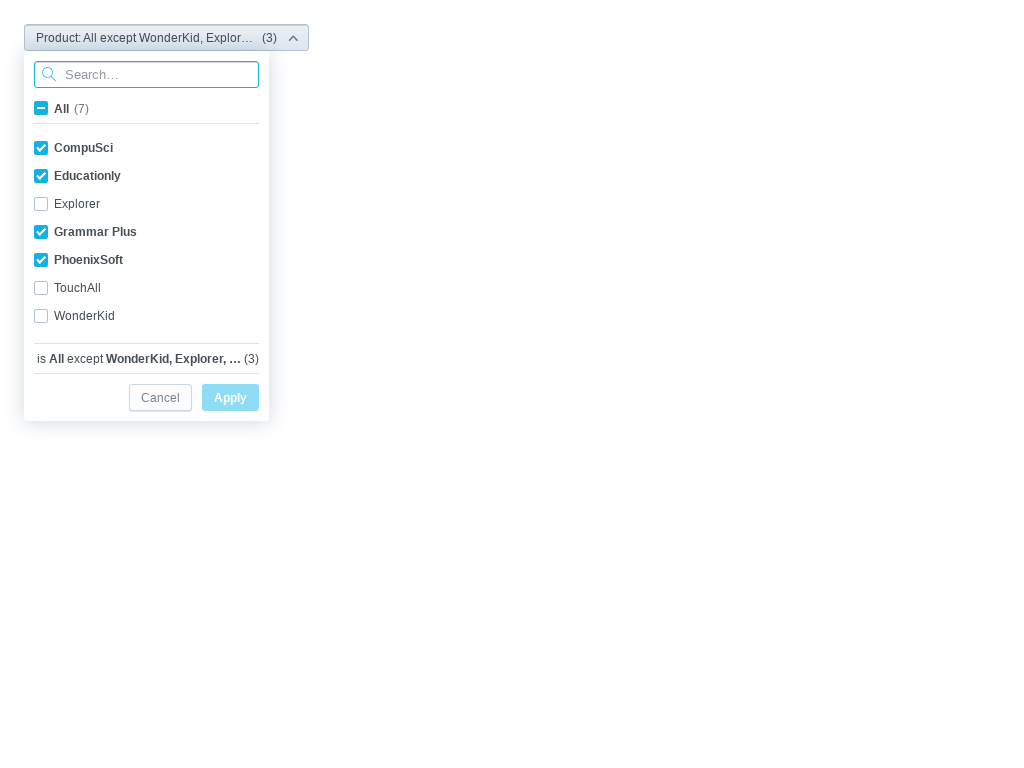 Product: All except WonderKid, Explor… (3)
Search…
All (7)
CompuSci
Educationly
Explorer
Grammar Plus
PhoenixSoft
TouchAll
WonderKid
is All except WonderKid, Explorer, … (3)
Cancel Apply